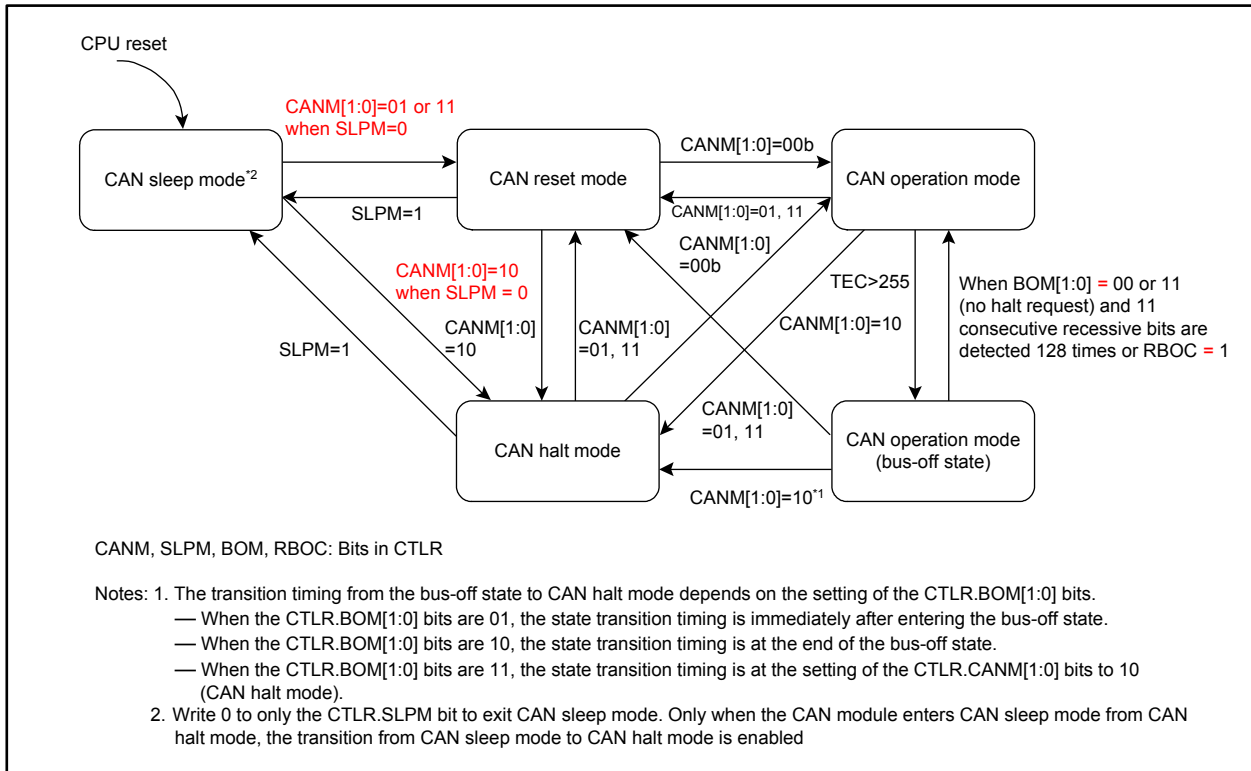 CPU reset
CANM[1:0]=01 or 11
when SLPM=0
CANM[1:0]=00b
CAN sleep mode*2
CAN reset mode
CAN operation mode
SLPM=1
CANM[1:0]=01, 11
CANM[1:0]
=00b
CANM[1:0]=10
when SLPM = 0
TEC>255
When BOM[1:0] = 00 or 11
(no halt request) and 11
consecutive recessive bits are
detected 128 times or RBOC = 1
CANM[1:0]
=10
CANM[1:0]
=01, 11
CANM[1:0]=10
SLPM=1
CANM[1:0]
=01, 11
CAN halt mode
CAN operation mode
(bus-off state)
CANM[1:0]=10*1
CANM, SLPM, BOM, RBOC: Bits in CTLR
Notes: 1. The transition timing from the bus-off state to CAN halt mode depends on the setting of the CTLR.BOM[1:0] bits.
— When the CTLR.BOM[1:0] bits are 01, the state transition timing is immediately after entering the bus-off state.
— When the CTLR.BOM[1:0] bits are 10, the state transition timing is at the end of the bus-off state.
— When the CTLR.BOM[1:0] bits are 11, the state transition timing is at the setting of the CTLR.CANM[1:0] bits to 10
(CAN halt mode).
2. Write 0 to only the CTLR.SLPM bit to exit CAN sleep mode. Only when the CAN module enters CAN sleep mode from CAN
halt mode, the transition from CAN sleep mode to CAN halt mode is enabled